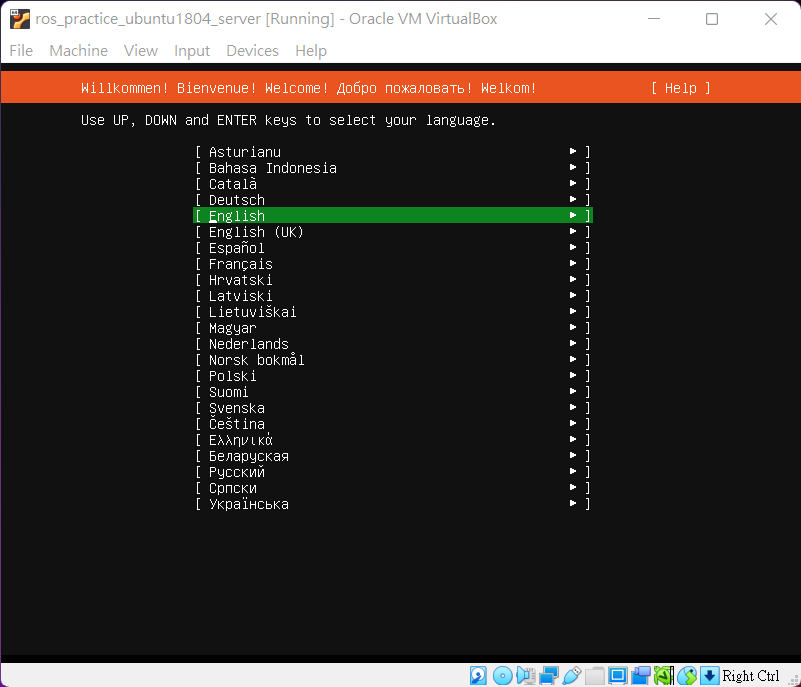 ros_practice_ubuntu1804_server [Running] - Oracle VM VirtualBox
File Machine View Input Devices Help
Willkommen! Bienvenue! Welcome! Добро пожаловать! Welkom! [ Help ]
Use UP, DOWN and ENTER keys to select your language.
[ Asturianu ► ]
[ Bahasa Indonesia ► ]
[ Català ► ]
[ Deutsch ► ]
[ English ► ]
[ English (UK) ► ]
[ Español ► ]
[ Français ► ]
[ Hrvatski ► ]
[ Latviski ► ]
[ Lietuviškai ► ]
[ Magyar ► ]
[ Nederlands ► ]
[ Norsk bokmål ► ]
[ Polski ► ]
[ Suomi ► ]
[ Svenska ► ]
[ Čeština ► ]
[ Ελληνικά ► ]
[ Беларуская ► ]
[ Русский ► ]
[ Српски ► ]
[ Українська ► ]
Right Ctrl